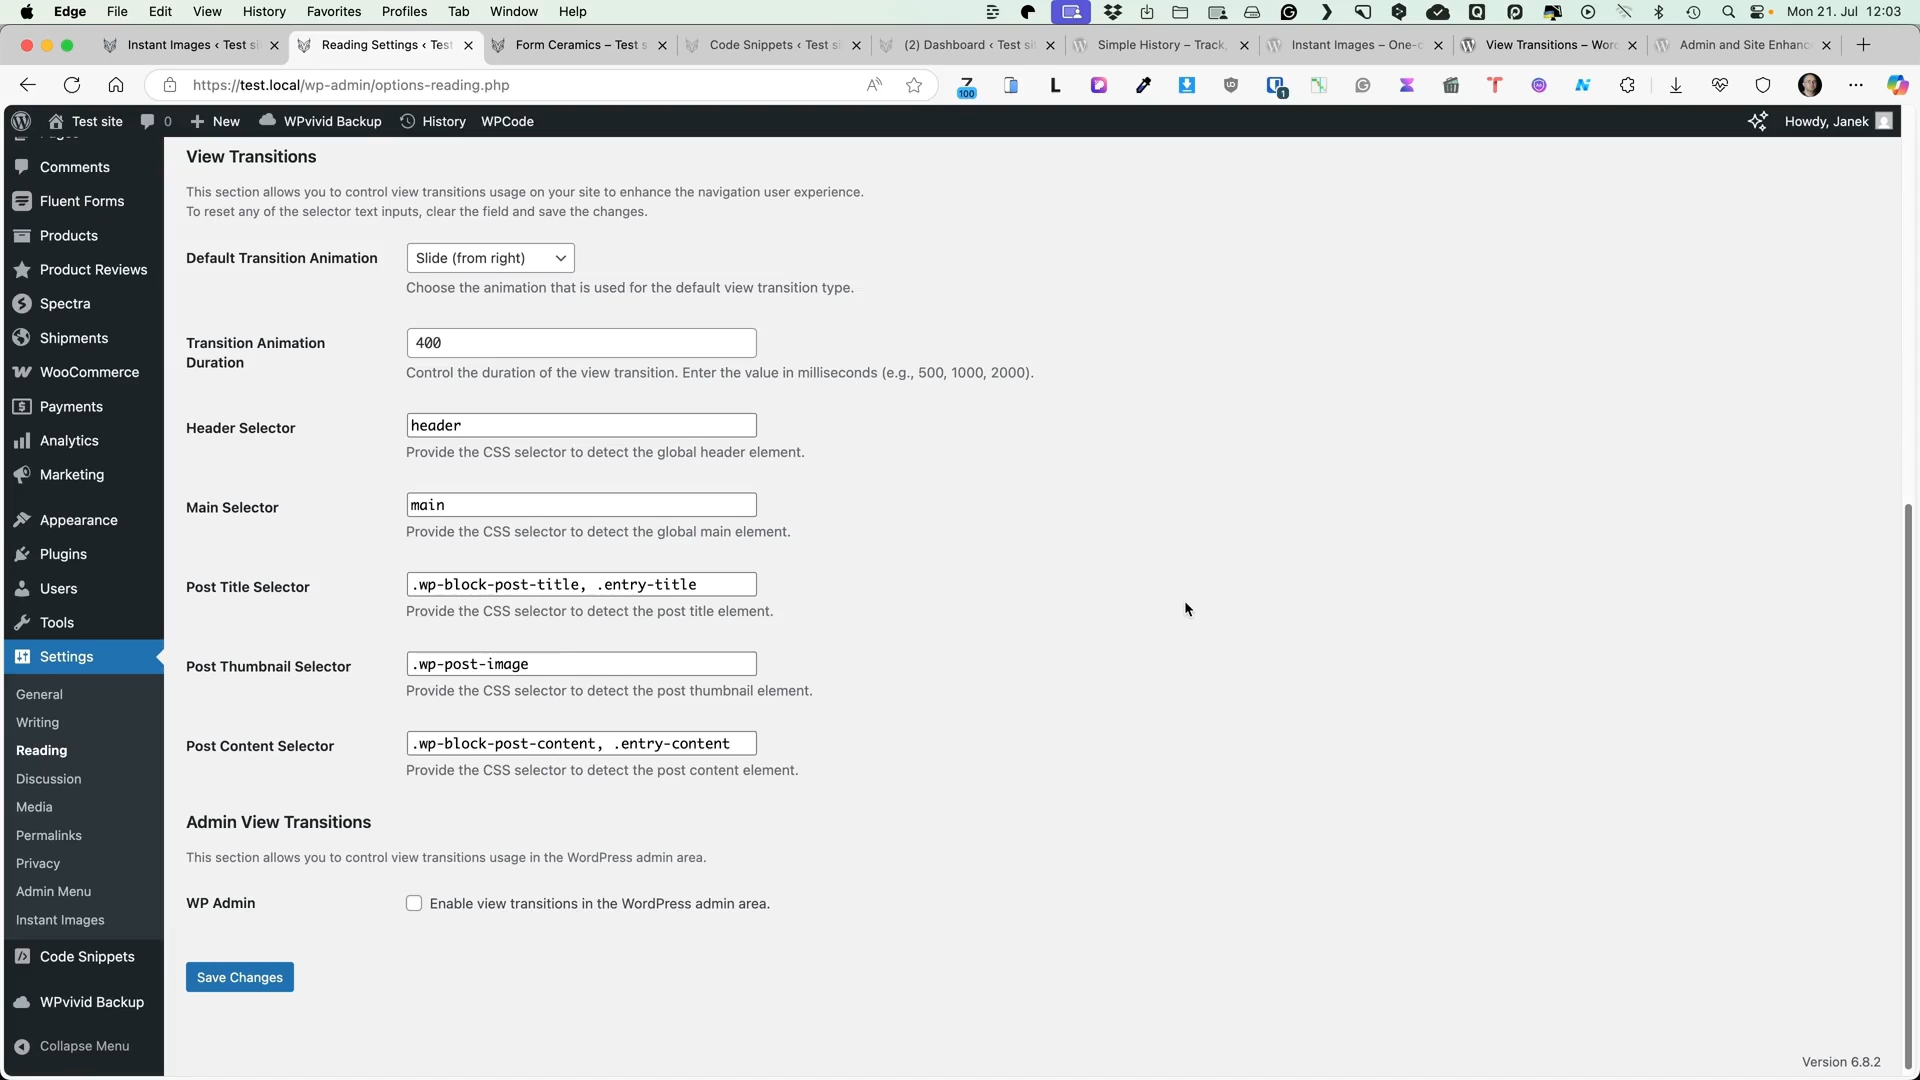 Edge File Edit View History Favorites Profiles Tab Window Help
100
1
Mon 21. Jul 12:03
Instant Images ‹ Test si
Reading Settings ‹ Test
Form Ceramics – Test s
Code Snippets ‹ Test si
(2) Dashboard ‹ Test si
Simple History – Track,
Instant Images – One-c
View Transitions – Wor
Admin and Site Enhanc
https://test.local/wp-admin/options-reading.php
Test site
0
New
WPvivid Backup
History
WPCode
Howdy, Janek
Comments
Fluent Forms
Products
Product Reviews
Spectra
Shipments
WooCommerce
Payments
Analytics
Marketing
Appearance
Plugins
Users
Tools
Settings
General
Writing
Reading
Discussion
Media
Permalinks
Privacy
Admin Menu
Instant Images
Code Snippets
WPvivid Backup
Collapse Menu
View Transitions
This section allows you to control view transitions usage on your site to enhance the navigation user experience.
To reset any of the selector text inputs, clear the field and save the changes.
Default Transition Animation
Slide (from right)
Choose the animation that is used for the default view transition type.
Transition Animation
Duration
400
Control the duration of the view transition. Enter the value in milliseconds (e.g., 500, 1000, 2000).
Header Selector
header
Provide the CSS selector to detect the global header element.
Main Selector
main
Provide the CSS selector to detect the global main element.
Post Title Selector
.wp-block-post-title, .entry-title
Provide the CSS selector to detect the post title element.
Post Thumbnail Selector
.wp-post-image
Provide the CSS selector to detect the post thumbnail element.
Post Content Selector
.wp-block-post-content, .entry-content
Provide the CSS selector to detect the post content element.
Admin View Transitions
This section allows you to control view transitions usage in the WordPress admin area.
WP Admin
Enable view transitions in the WordPress admin area.
Save Changes
Version 6.8.2